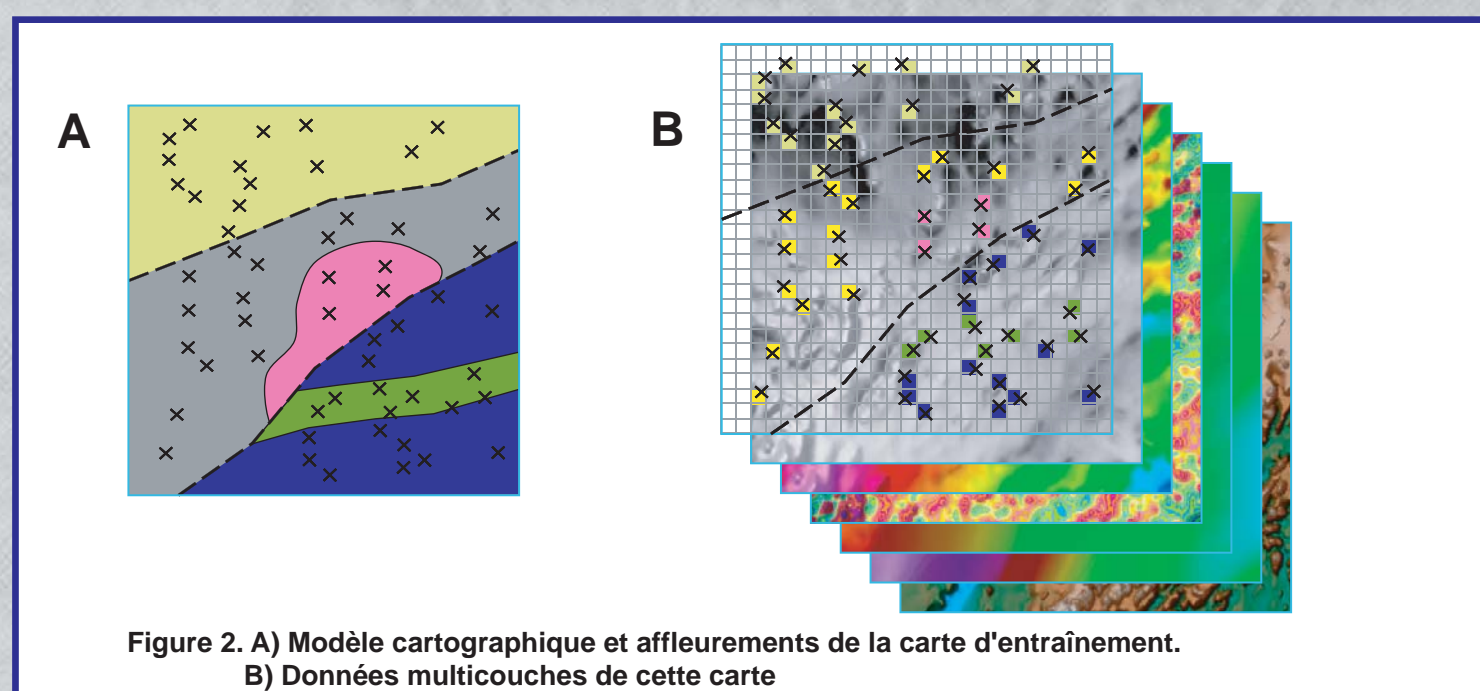 A
B
Figure 2. A) Modèle cartographique et affleurements de la carte d'entraînement.
B) Données multicouches de cette carte